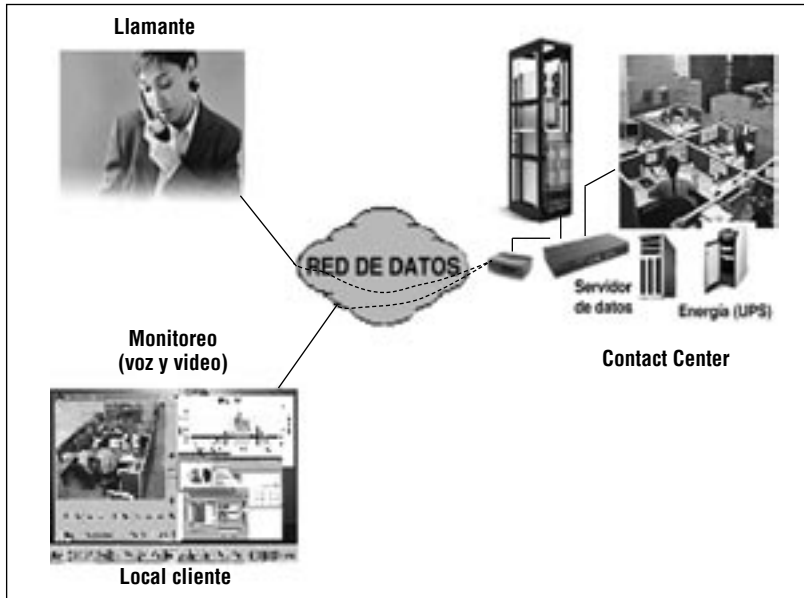 Llamante
RED DE DATOS
Servidor
de datos
Energía (UPS)
Contact Center
Monitoreo
(voz y video)
Local cliente